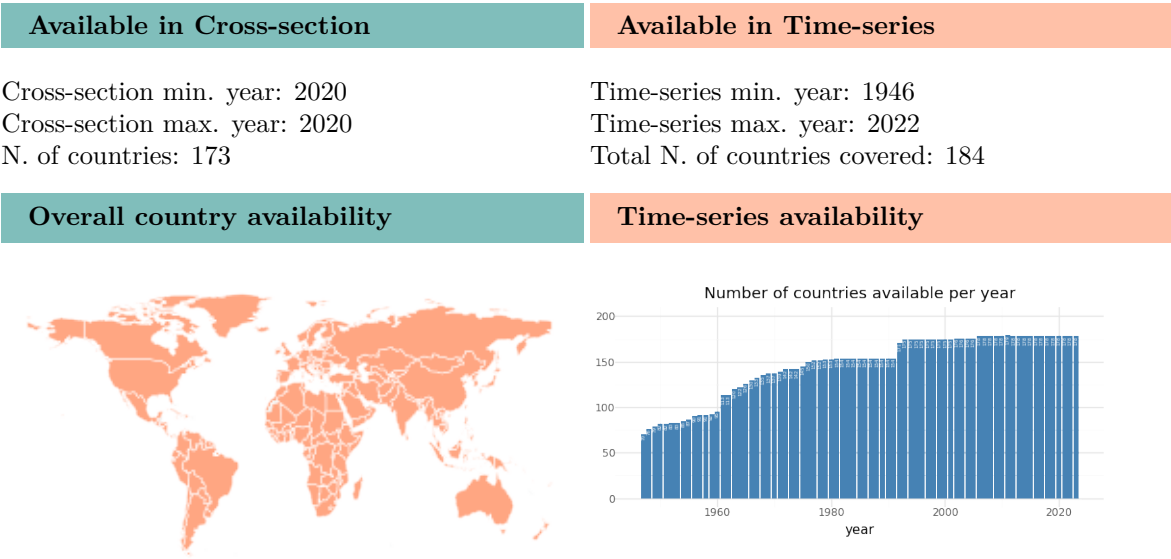 Available in Cross-section
Available in Time-series
Cross-section min. year: 2020
Cross-section max. year: 2020
N. of countries: 173
Time-series min. year: 1946
Time-series max. year: 2022
Total N. of countries covered: 184
Overall country availability
Time-series availability
Number of countries available per year
200
150
100
50
0
1960 1980 2000 2020
year